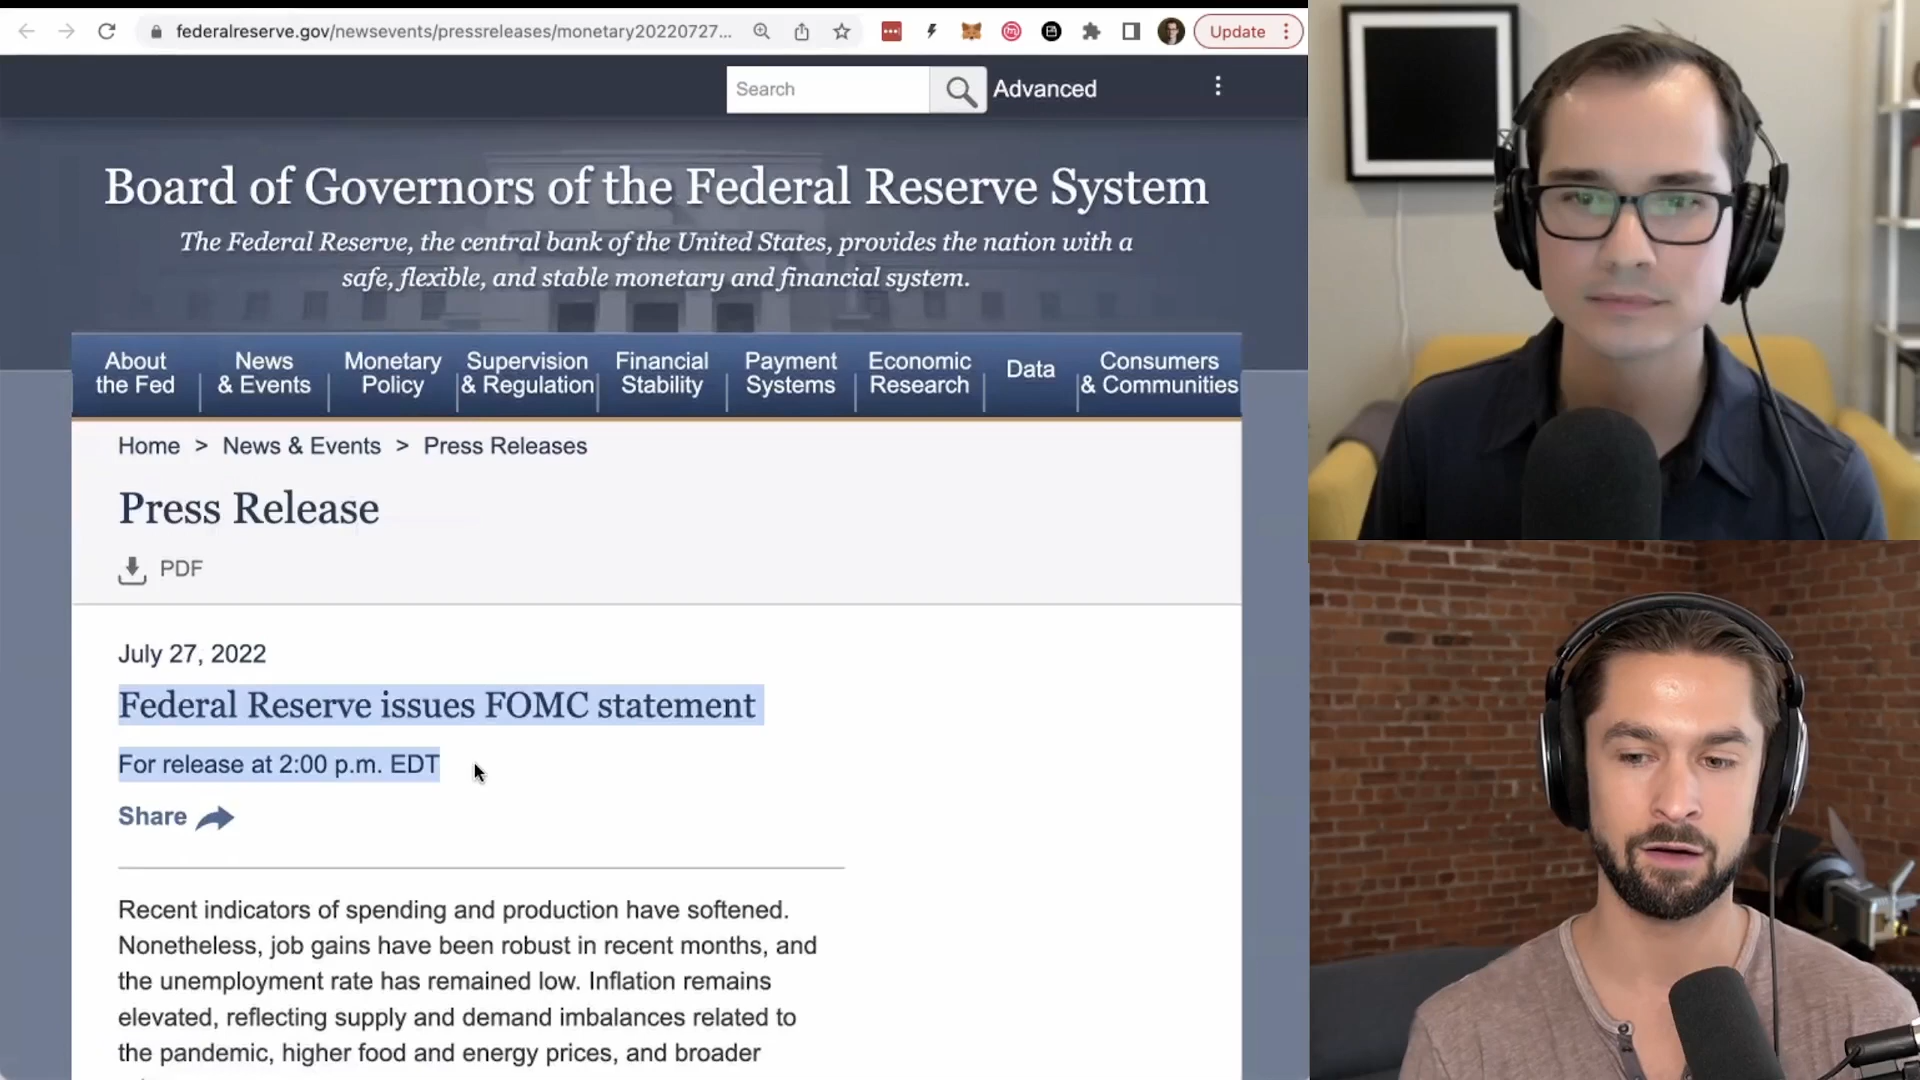 federalreserve.gov/newsevents/pressreleases/monetary20220727...
Update
Search
Advanced
Board of Governors of the Federal Reserve System
The Federal Reserve, the central bank of the United States, provides the nation with a
safe, flexible, and stable monetary and financial system.
About
the Fed
News
& Events
Monetary
Policy
Supervision
& Regulation
Financial
Stability
Payment
Systems
Economic
Research
Data
Consumers
& Communities
Home > News & Events > Press Releases
Press Release
PDF
July 27, 2022
Federal Reserve issues FOMC statement
For release at 2:00 p.m. EDT
Share
Recent indicators of spending and production have softened.
Nonetheless, job gains have been robust in recent months, and
the unemployment rate has remained low. Inflation remains
elevated, reflecting supply and demand imbalances related to
the pandemic, higher food and energy prices, and broader